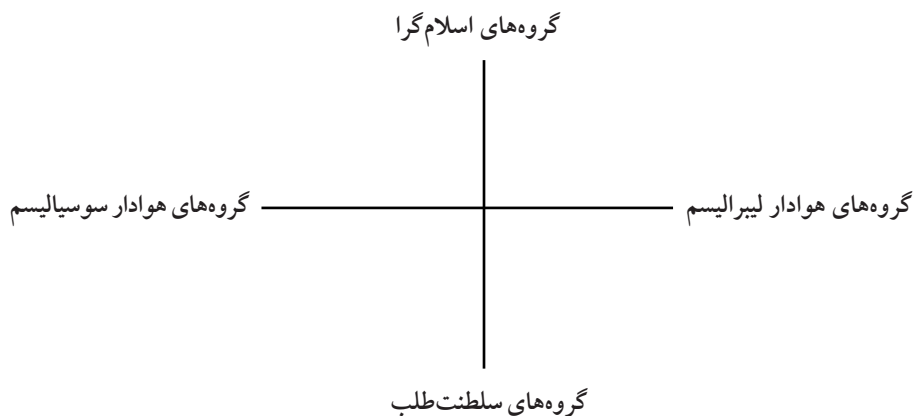 گروه‌های اسلام‌گرا
گروه‌های هوادار لیبرالیسم
گروه‌های هوادار سوسیالیسم
گروه‌های سلطنت‌طلب